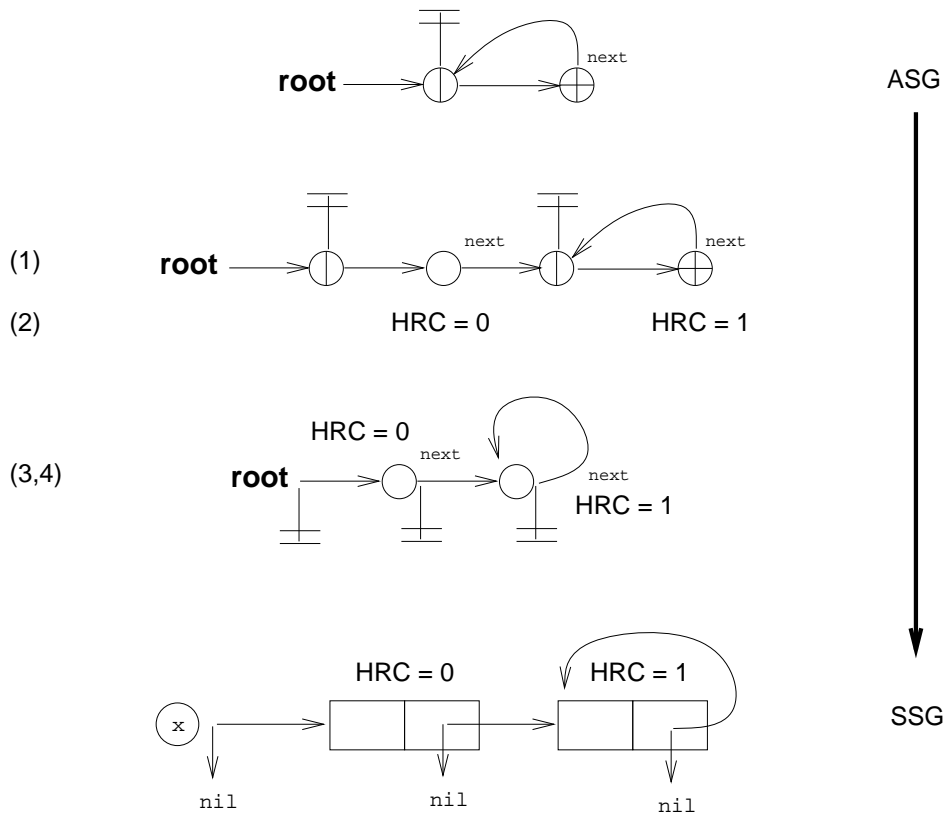 next
root
ASG
next
next
(1)
root
(2)
HRC = 0
HRC = 1
HRC = 0
next
(3,4)
root
next
HRC = 1
HRC = 0
HRC = 1
x
SSG
nil
nil
nil